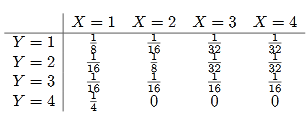 X = 1 X = 2 X = 3 X = 4
Y = 1 1/8 1/16 1/32 1/32
Y = 2 1/16 1/8 1/32 1/32
Y = 3 1/16 1/16 1/16 1/16
Y = 4 1/4 0 0 0